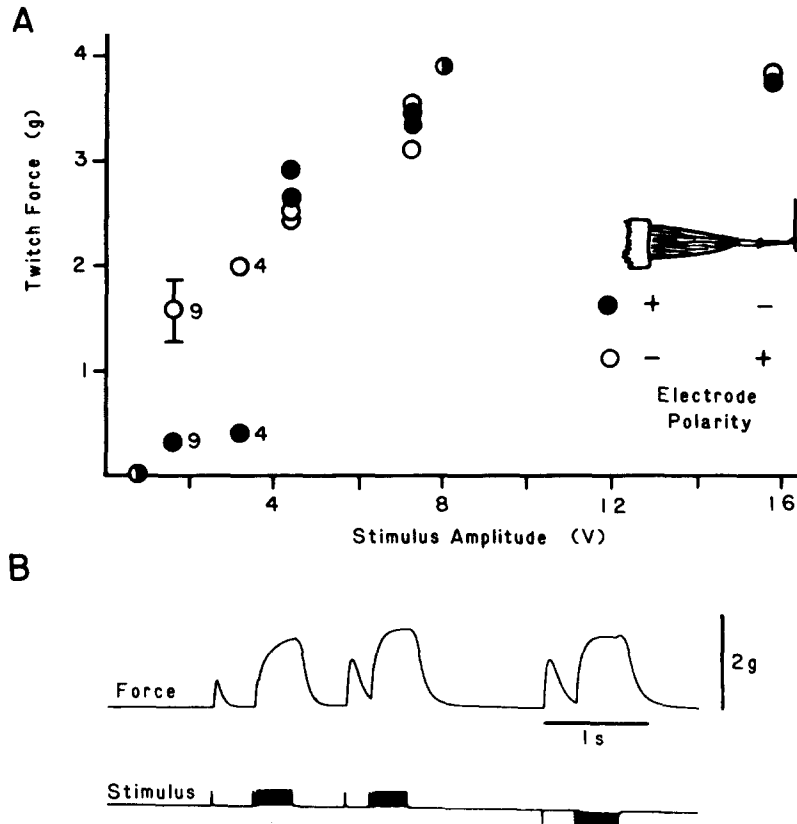 A
Twitch Force (g)
4
3
2
1
9
4
9
4
4
8
12
16
Stimulus Amplitude (V)
+ −
− +
Electrode
Polarity
B
Force
2g
1s
Stimulus